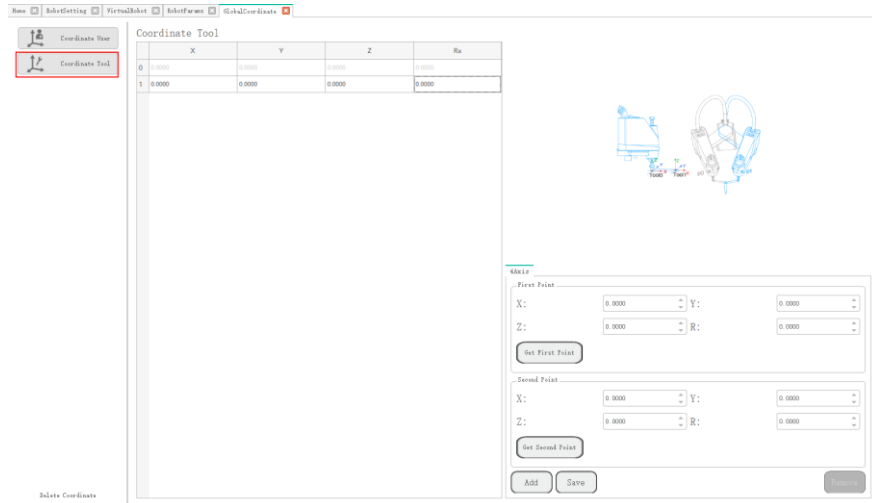 Home RobotSetting VirtualRobot RobotParams GlobalCoordinate
Coordinate User
Coordinate Tool
Coordinate Tool
X Y Z Rx
0 0.0000 0.0000 0.0000 0.0000
1 0.0000 0.0000 0.0000 0.0000
4Axis
First Point
X: 0.0000 Y: 0.0000
Z: 0.0000 R: 0.0000
Get First Point
Second Point
X: 0.0000 Y: 0.0000
Z: 0.0000 R: 0.0000
Get Second Point
Add Save Remove
Delete Coordinate